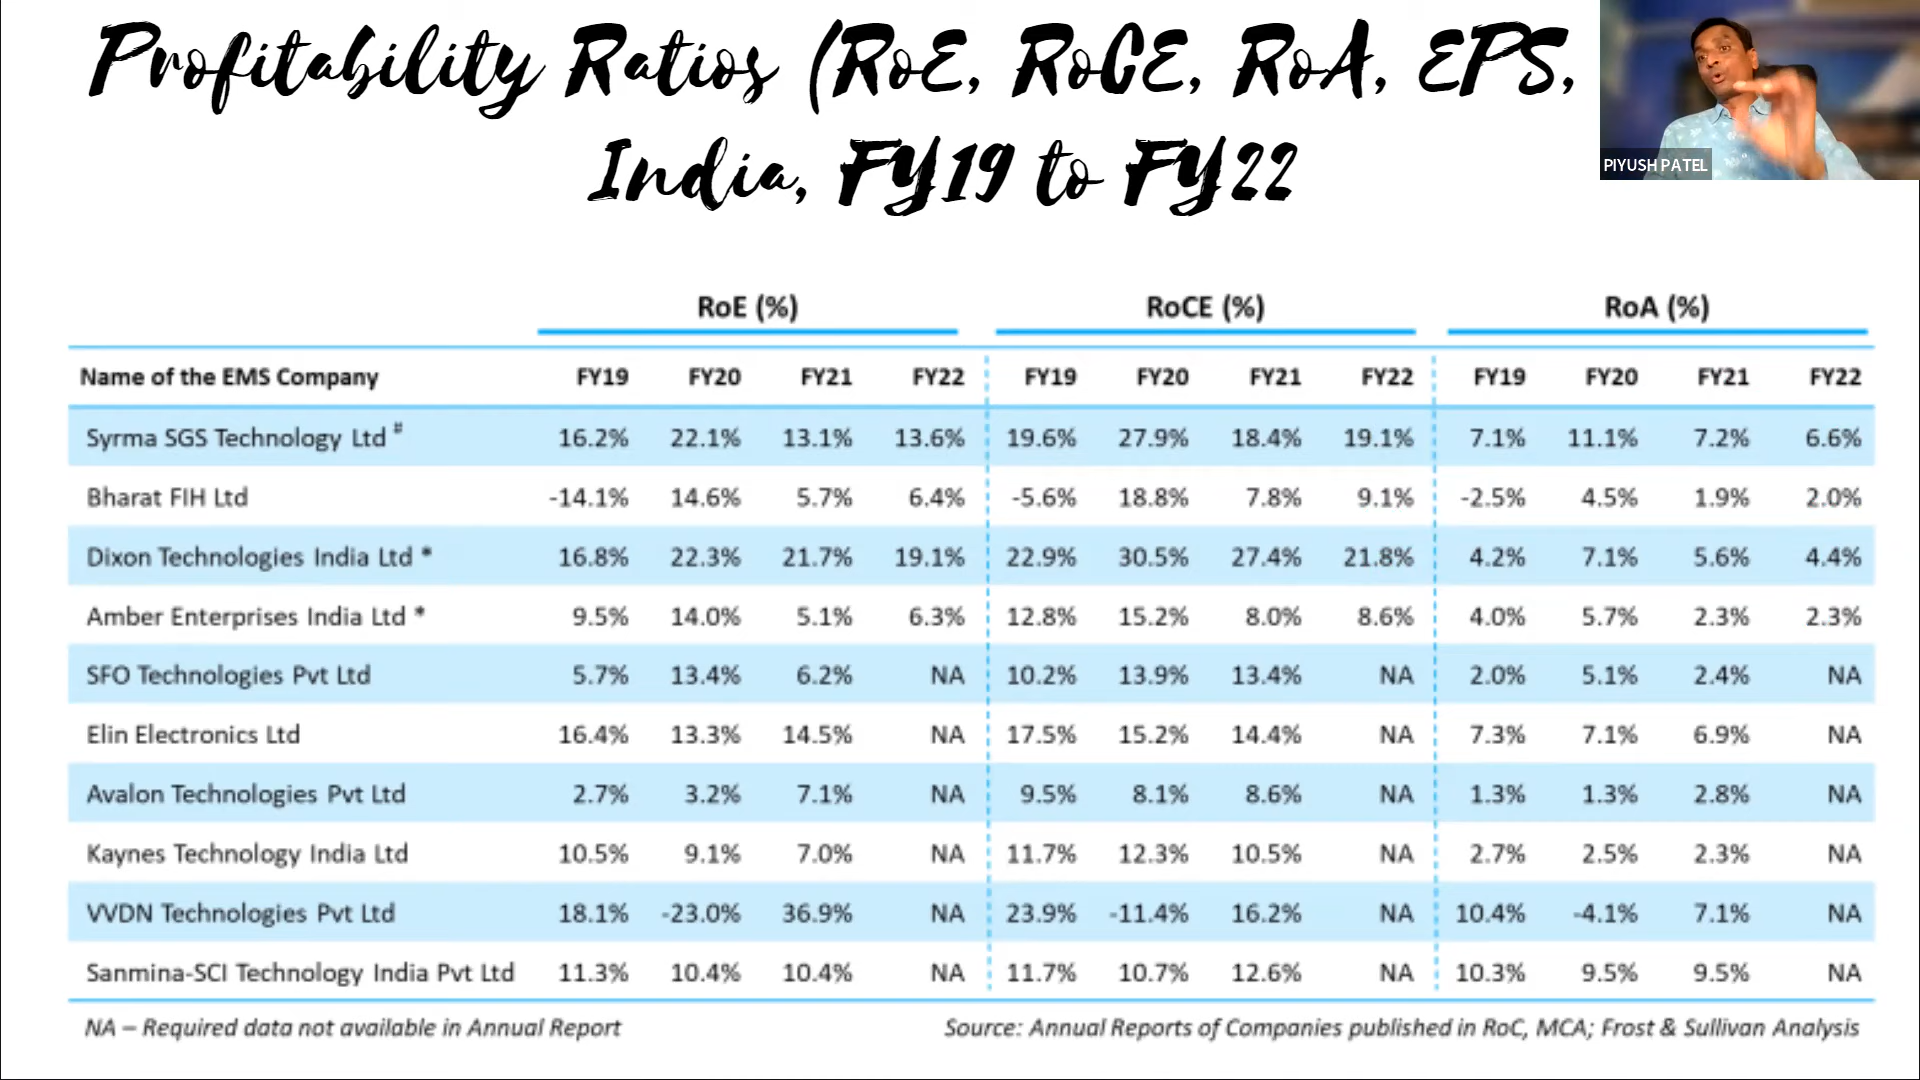 Profitability Ratios (RoE, RoCE, RoA, EPS,
India, FY19 to FY22
PIYUSH PATEL
RoE (%) RoCE (%) RoA (%)
Name of the EMS Company FY19 FY20 FY21 FY22 FY19 FY20 FY21 FY22 FY19 FY20 FY21 FY22
Syrma SGS Technology Ltd # 16.2% 22.1% 13.1% 13.6% 19.6% 27.9% 18.4% 19.1% 7.1% 11.1% 7.2% 6.6%
Bharat FIH Ltd -14.1% 14.6% 5.7% 6.4% -5.6% 18.8% 7.8% 9.1% -2.5% 4.5% 1.9% 2.0%
Dixon Technologies India Ltd * 16.8% 22.3% 21.7% 19.1% 22.9% 30.5% 27.4% 21.8% 4.2% 7.1% 5.6% 4.4%
Amber Enterprises India Ltd * 9.5% 14.0% 5.1% 6.3% 12.8% 15.2% 8.0% 8.6% 4.0% 5.7% 2.3% 2.3%
SFO Technologies Pvt Ltd 5.7% 13.4% 6.2% NA 10.2% 13.9% 13.4% NA 2.0% 5.1% 2.4% NA
Elin Electronics Ltd 16.4% 13.3% 14.5% NA 17.5% 15.2% 14.4% NA 7.3% 7.1% 6.9% NA
Avalon Technologies Pvt Ltd 2.7% 3.2% 7.1% NA 9.5% 8.1% 8.6% NA 1.3% 1.3% 2.8% NA
Kaynes Technology India Ltd 10.5% 9.1% 7.0% NA 11.7% 12.3% 10.5% NA 2.7% 2.5% 2.3% NA
VVDN Technologies Pvt Ltd 18.1% -23.0% 36.9% NA 23.9% -11.4% 16.2% NA 10.4% -4.1% 7.1% NA
Sanmina-SCI Technology India Pvt Ltd 11.3% 10.4% 10.4% NA 11.7% 10.7% 12.6% NA 10.3% 9.5% 9.5% NA
NA – Required data not available in Annual Report Source: Annual Reports of Companies published in RoC, MCA; Frost & Sullivan Analysis